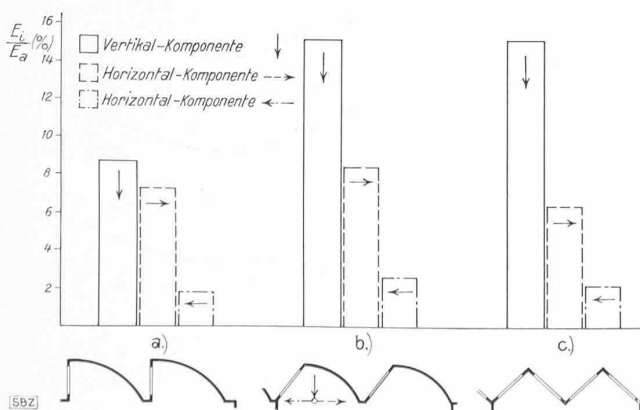 16
E_i/E_a (%)
14
12
10
8
6
4
2
Vertikal-Komponente
Horizontal-Komponente
Horizontal-Komponente
a.)
b.)
c.)
SBZ